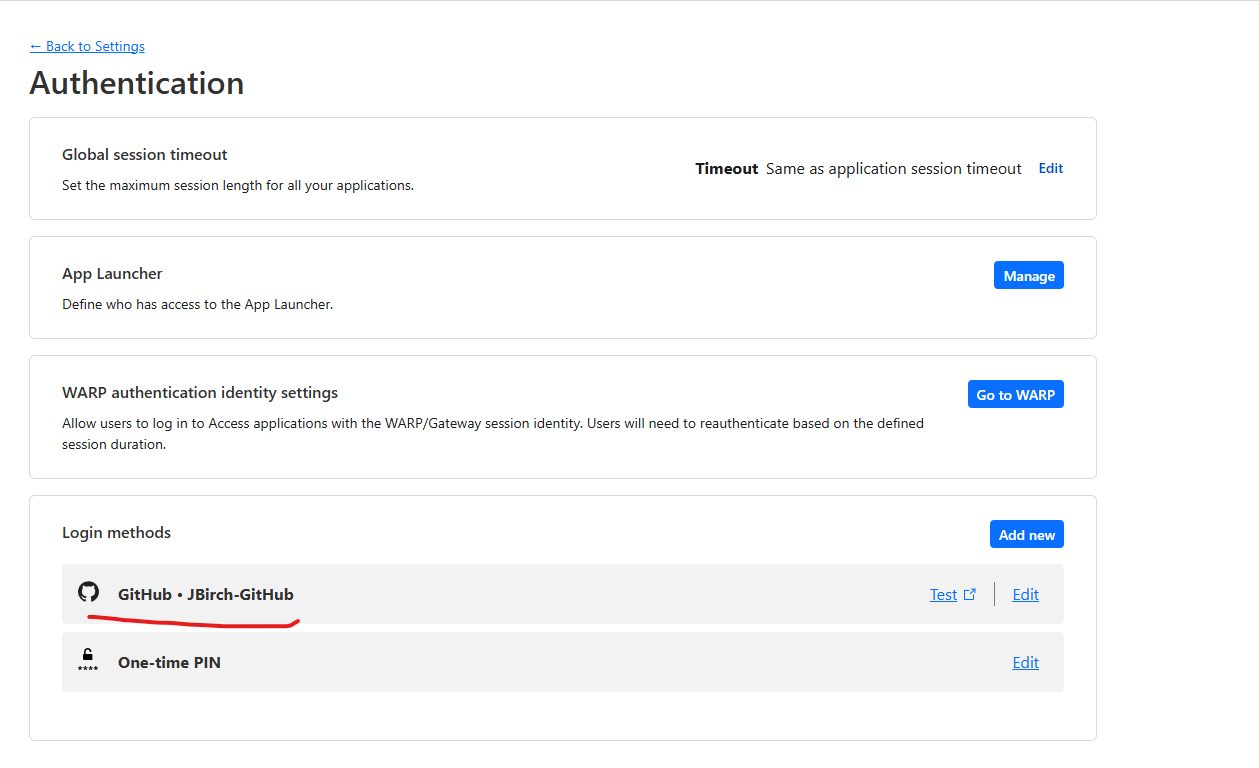 ← Back to Settings
Authentication
Global session timeout
Set the maximum session length for all your applications.
Timeout Same as application session timeout Edit
App Launcher
Define who has access to the App Launcher.
Manage
WARP authentication identity settings
Allow users to log in to Access applications with the WARP/Gateway session identity. Users will need to reauthenticate based on the defined
session duration.
Go to WARP
Login methods
Add new
GitHub • JBirch-GitHub
Test
Edit
**** One-time PIN
Edit